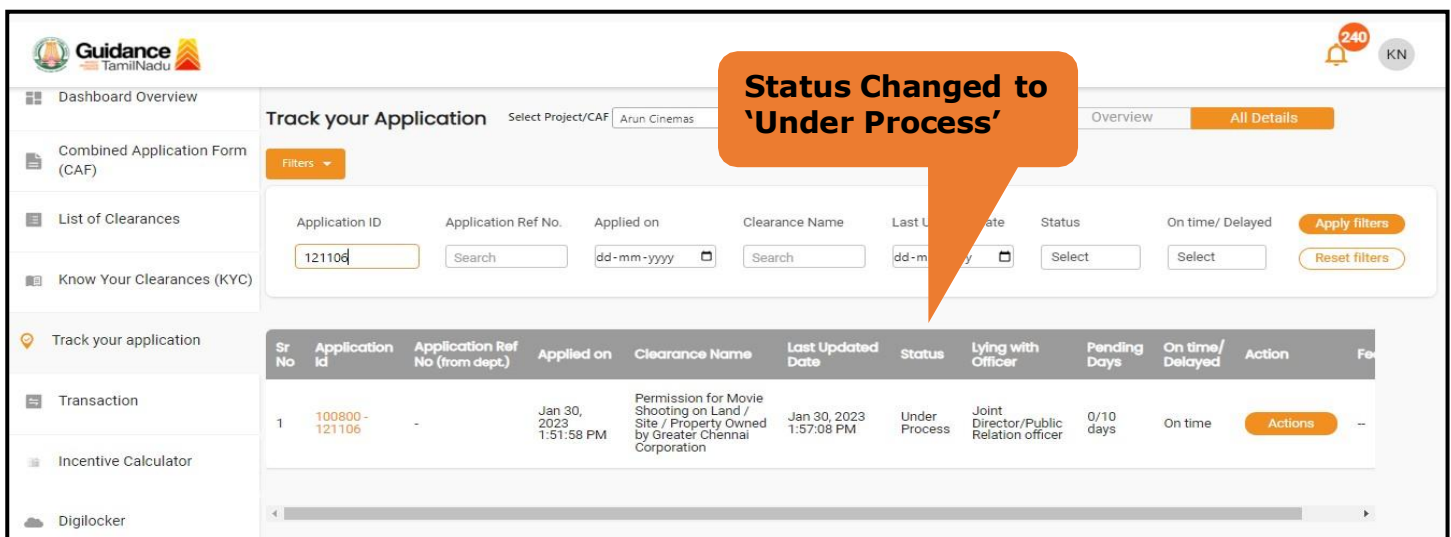 Guidance
TamilNadu
240
KN
Status Changed to
‘Under Process’
Dashboard Overview
Combined Application Form
(CAF)
List of Clearances
Know Your Clearances (KYC)
Track your application
Transaction
Incentive Calculator
Digilocker
Track your Application Select Project/CAF Arun Cinemas Overview All Details
Filters
Application ID Application Ref No. Applied on Clearance Name Status On time/ Delayed Apply filters
121106 Search dd-mm-yyyy Search Select Select Reset filters
Sr No Application Id Application Ref No (from dept.) Applied on Clearance Name Last Updated Date Status Lying with Officer Pending Days On time/ Delayed Action
1 100800 - 121106 - Jan 30, 2023 1:51:58 PM Permission for Movie Shooting on Land / Site / Property Owned by Greater Chennai Corporation Jan 30, 2023 1:57:08 PM Under Process Joint Director/Public Relation officer 0/10 days On time Actions --